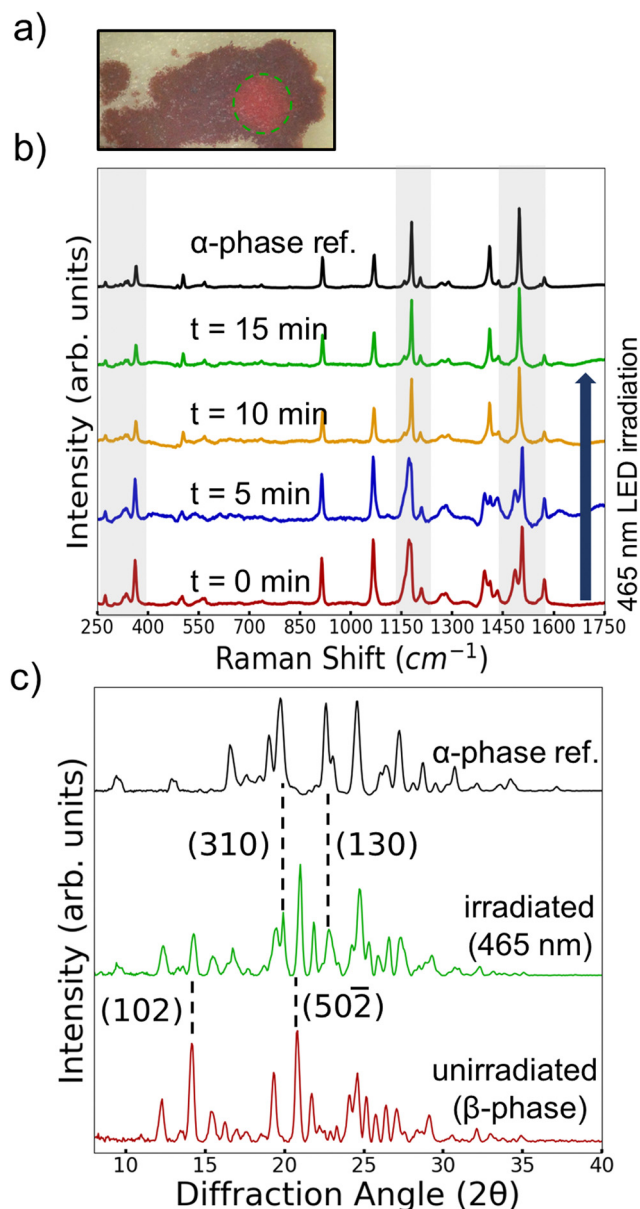 a)
b)
Intensity (arb. units)
α-phase ref.
t = 15 min
t = 10 min
t = 5 min
t = 0 min
465 nm LED irradiation
250 400 550 700 850 1000 1150 1300 1450 1600 1750
Raman Shift (cm⁻¹)
c)
Intensity (arb. units)
α-phase ref.
(310) (130)
irradiated
(465 nm)
(102) (502̅)
unirradiated
(β-phase)
10 15 20 25 30 35 40
Diffraction Angle (2θ)